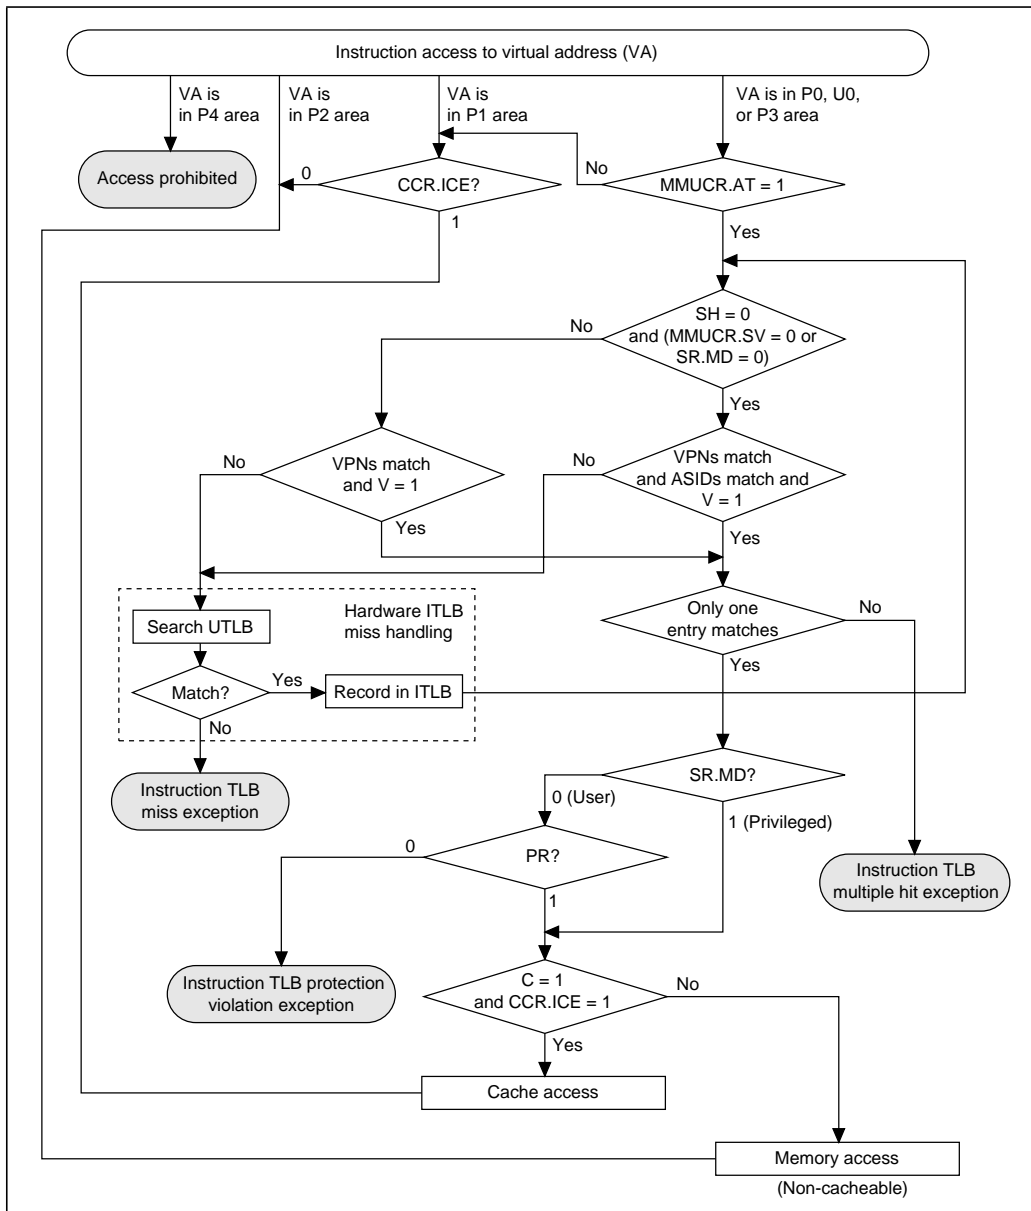 Instruction access to virtual address (VA)
VA is
in P4 area
VA is
in P2 area
VA is
in P1 area
VA is in P0, U0,
or P3 area
Access prohibited
0
CCR.ICE?
1
No
MMUCR.AT = 1
Yes
SH = 0
and (MMUCR.SV = 0 or
SR.MD = 0)
No
Yes
No
VPNs match
and V = 1
Yes
No
VPNs match
and ASIDs match and
V = 1
Yes
Hardware ITLB
miss handling
Search UTLB
Match?
Yes
Record in ITLB
No
Only one
entry matches
No
Yes
Instruction TLB
miss exception
SR.MD?
0 (User)
1 (Privileged)
0
PR?
1
Instruction TLB
multiple hit exception
Instruction TLB protection
violation exception
C = 1
and CCR.ICE = 1
No
Yes
Cache access
Memory access
(Non-cacheable)